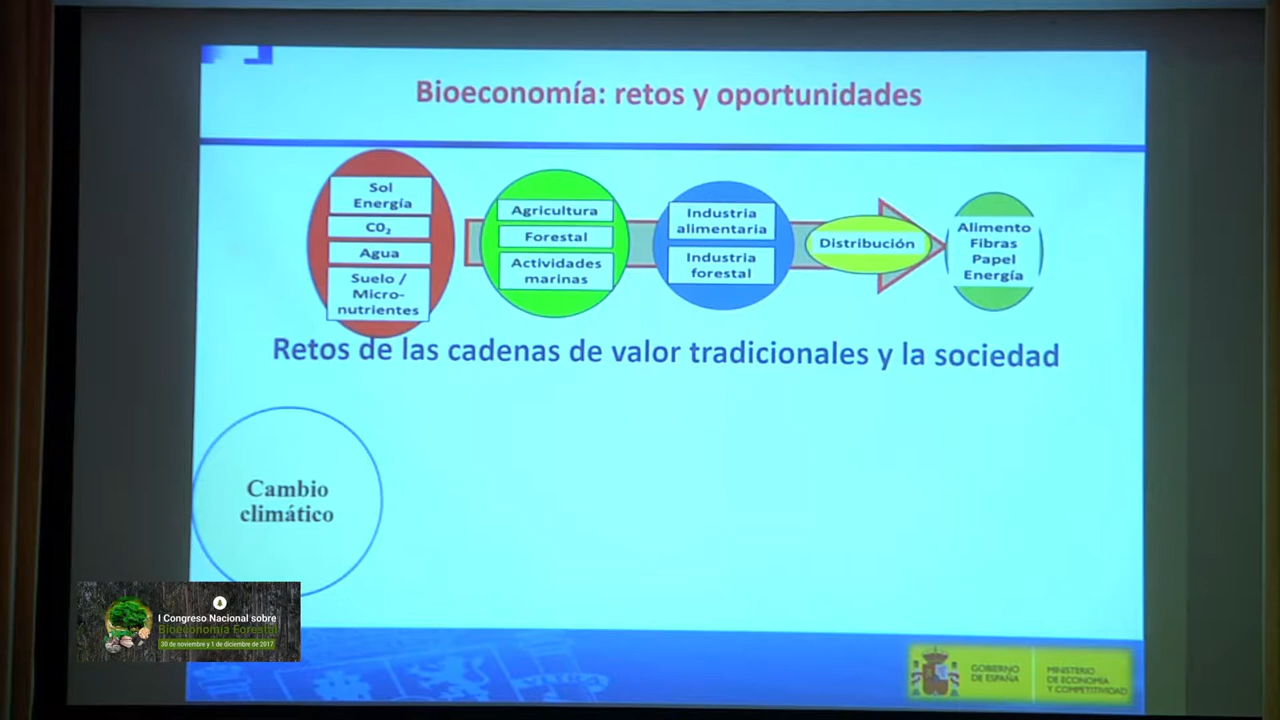 Bioeconomía: retos y oportunidades
Sol
Energía
CO₂
Agua
Suelo /
Micro-
nutrientes
Agricultura
Forestal
Actividades
marinas
Industria
alimentaria
Industria
forestal
Distribución
Alimento
Fibras
Papel
Energía
Retos de las cadenas de valor tradicionales y la sociedad
Cambio
climático
I Congreso Nacional sobre
Bioeconomía Forestal
30 de noviembre y 1 de diciembre de 2017
GOBIERNO
DE ESPAÑA
MINISTERIO
DE ECONOMÍA
Y COMPETITIVIDAD